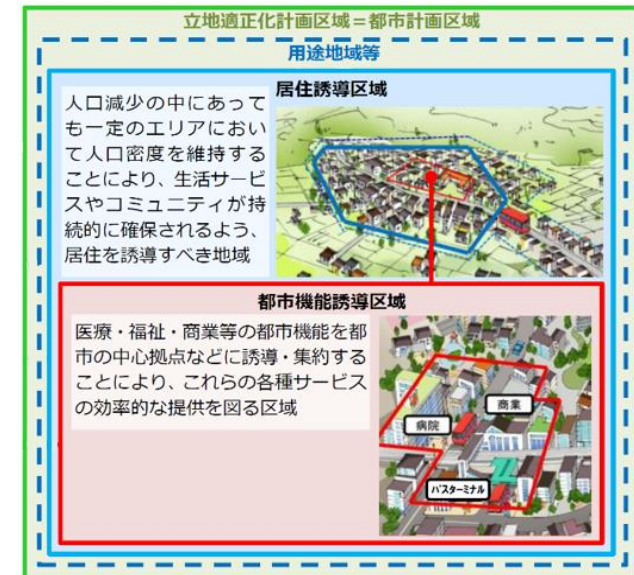 立地適正化計画区域＝都市計画区域
用途地域等
居住誘導区域
人口減少の中にあって
も一定のエリアにおい
て人口密度を維持する
ことにより、生活サービ
スやコミュニティが持
続的に確保されるよう、
居住を誘導すべき地域
都市機能誘導区域
医療・福祉・商業等の都市機能を都
市の中心拠点などに誘導・集約する
ことにより、これらの各種サービス
の効率的な提供を図る区域
商業
病院
バスターミナル